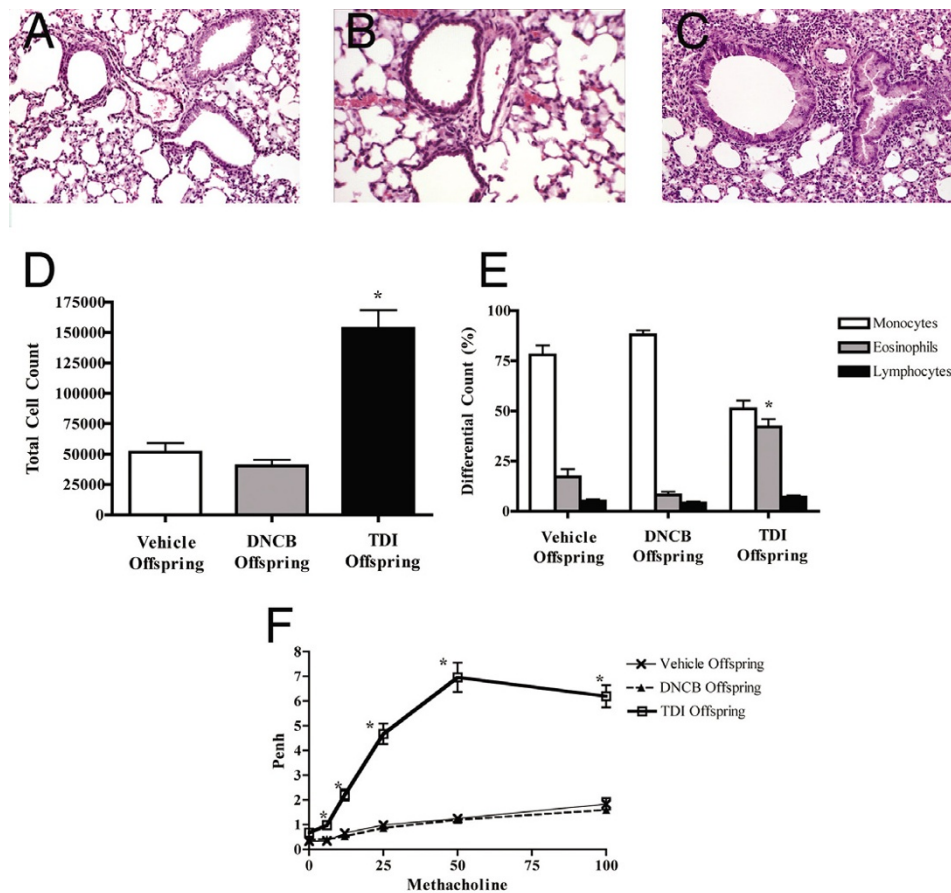 A
B
C
D
175000
150000
125000
100000
75000
50000
25000
0
Total Cell Count
*
Vehicle
Offspring
DNCB
Offspring
TDI
Offspring
E
100
75
50
25
0
Differential Count (%)
*
Vehicle
Offspring
DNCB
Offspring
TDI
Offspring
Monocytes
Eosinophils
Lymphocytes
F
8
7
6
5
4
3
2
1
0
Penh
*
*
*
*
*
0
25
50
75
100
Methacholine
Vehicle Offspring
DNCB Offspring
TDI Offspring